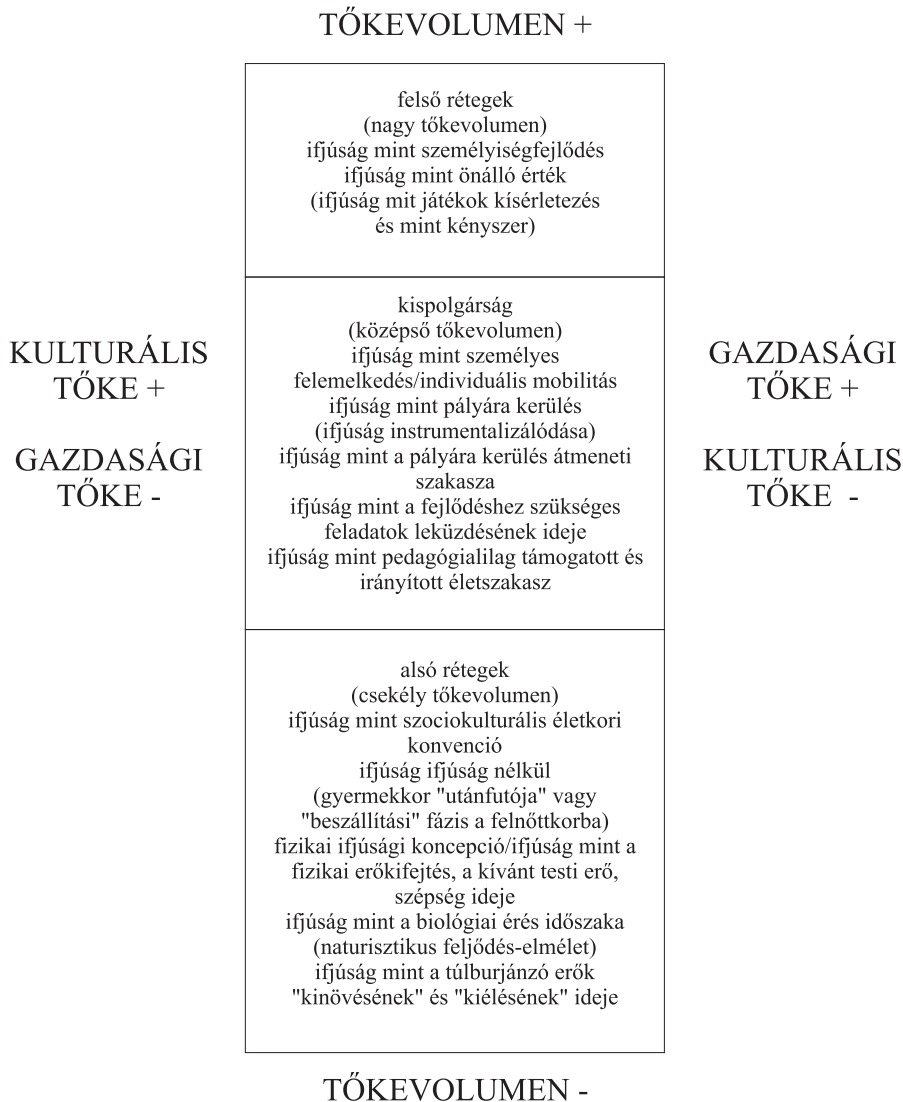 TŐKEVOLUMEN +
felső rétegek
(nagy tőkevolumen)
ifjúság mint személyiségfejlődés
ifjúság mint önálló érték
(ifjúság mit játékok kísérletezés
és mint kényszer)
KULTURÁLIS
TŐKE +
GAZDASÁGI
TŐKE -
kispolgárság
(középső tőkevolumen)
ifjúság mint személyes
felemelkedés/individuális mobilitás
ifjúság mint pályára kerülés
(ifjúság instrumentalizálódása)
ifjúság mint a pályára kerülés átmeneti
szakasza
ifjúság mint a fejlődéshez szükséges
feladatok leküzdésének ideje
ifjúság mint pedagógialilag támogatott és
irányított életszakasz
GAZDASÁGI
TŐKE +
KULTURÁLIS
TŐKE -
alsó rétegek
(csekély tőkevolumen)
ifjúság mint szociokulturális életkori
konvenció
ifjúság ifjúság nélkül
(gyermekkor "utánfutója" vagy
"beszállítási" fázis a felnőttkorba)
fizikai ifjúsági koncepció/ifjúság mint a
fizikai erőkifejtés, a kívánt testi erő,
szépség ideje
ifjúság mint a biológiai érés időszaka
(naturisztikus feljődés-elmélet)
ifjúság mint a túlburjánzó erők
"kinövésének" és "kiélésének" ideje
TŐKEVOLUMEN -